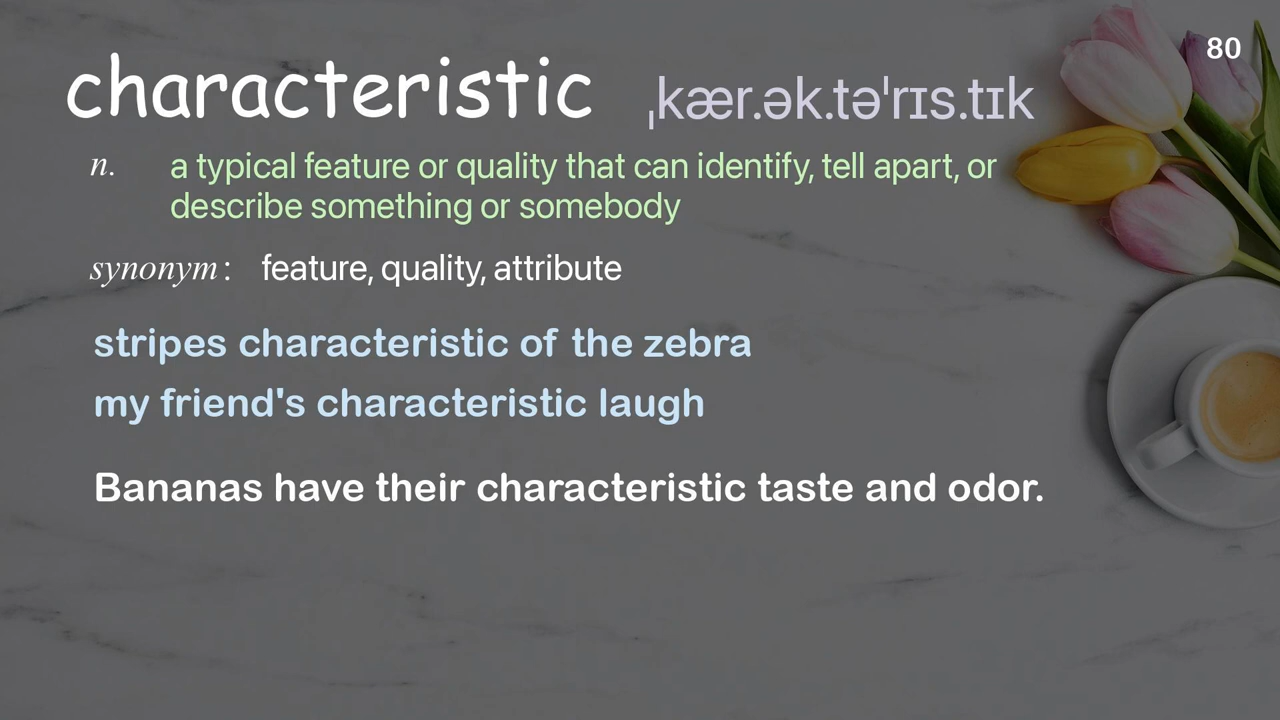 80
characteristic ˌkær.ək.təˈrɪs.tɪk
n. a typical feature or quality that can identify, tell apart, or
describe something or somebody
synonym: feature, quality, attribute
stripes characteristic of the zebra
my friend's characteristic laugh
Bananas have their characteristic taste and odor.